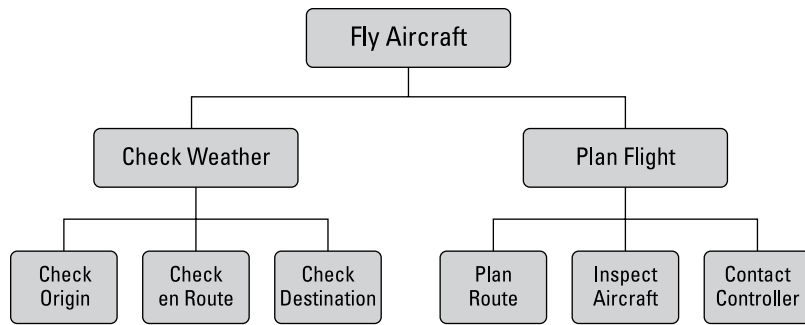 Fly Aircraft
Check Weather
Plan Flight
Check
Origin
Check
en Route
Check
Destination
Plan
Route
Inspect
Aircraft
Contact
Controller